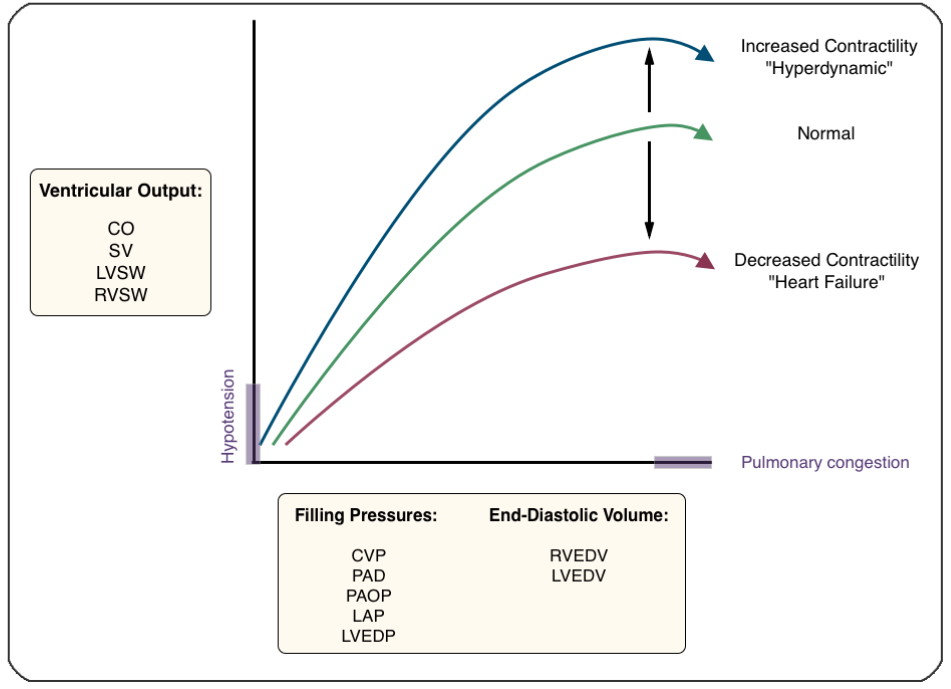 Increased Contractility
"Hyperdynamic"
Normal
Decreased Contractility
"Heart Failure"
Ventricular Output:
CO
SV
LVSW
RVSW
Hypotension
Pulmonary congestion
Filling Pressures:
CVP
PAD
PAOP
LAP
LVEDP
End-Diastolic Volume:
RVEDV
LVEDV